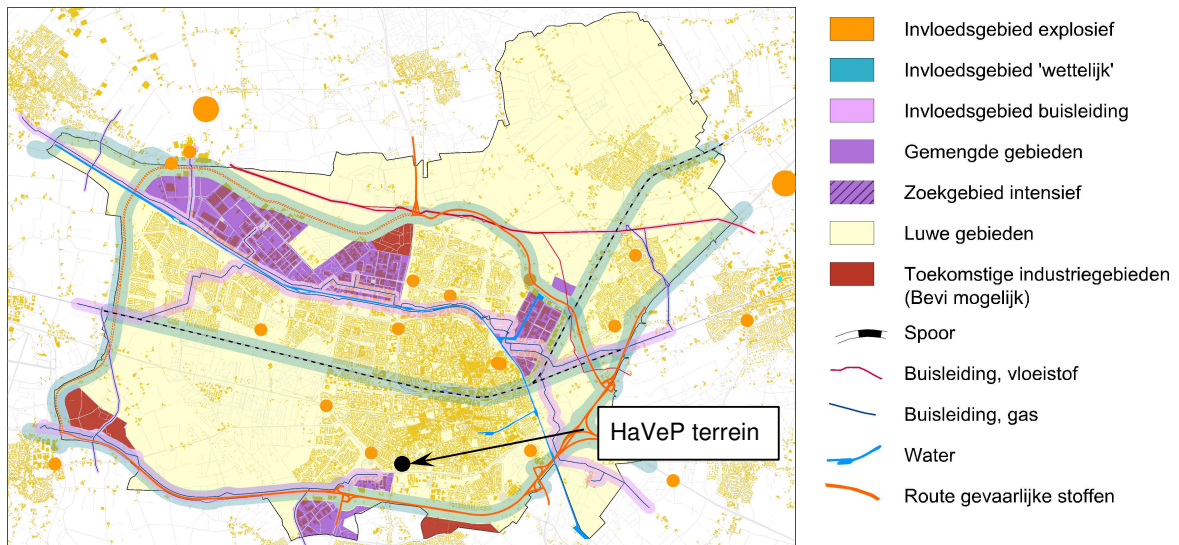 Invloedsgebied explosief
Invloedsgebied 'wettelijk'
Invloedsgebied buisleiding
Gemengde gebieden
Zoekgebied intensief
Luwe gebieden
Toekomstige industriegebieden
(Bevi mogelijk)
Spoor
Buisleiding, vloeistof
Buisleiding, gas
Water
Route gevaarlijke stoffen
HaVeP terrein